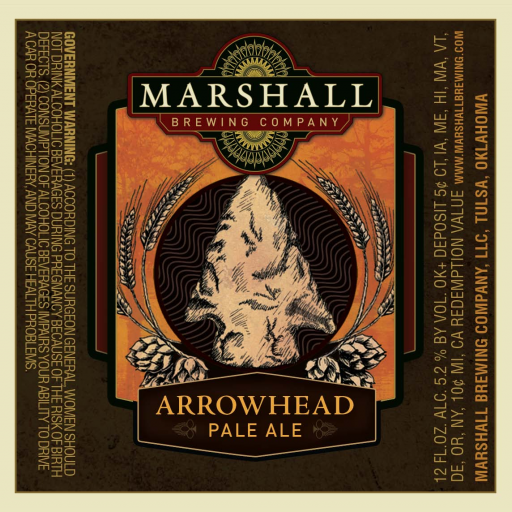 MARSHALL
BREWING COMPANY
ARROWHEAD
PALE ALE
GOVERNMENT WARNING: (1) ACCORDING TO THE SURGEON GENERAL, WOMEN SHOULD
NOT DRINK ALCOHOLIC BEVERAGES DURING PREGNANCY BECAUSE OF THE RISK OF BIRTH
DEFECTS. (2) CONSUMPTION OF ALCOHOLIC BEVERAGES IMPAIRS YOUR ABILITY TO DRIVE
A CAR OR OPERATE MACHINERY, AND MAY CAUSE HEALTH PROBLEMS.
12 FL.OZ. ALC. 5.2 % BY VOL. OK+ DEPOSIT 5¢ CT, IA, ME, HI, MA, VT,
DE, OR, NY, 10¢ MI, CA REDEMPTION VALUE WWW.MARSHALLBREWING.COM
MARSHALL BREWING COMPANY, LLC, TULSA, OKLAHOMA